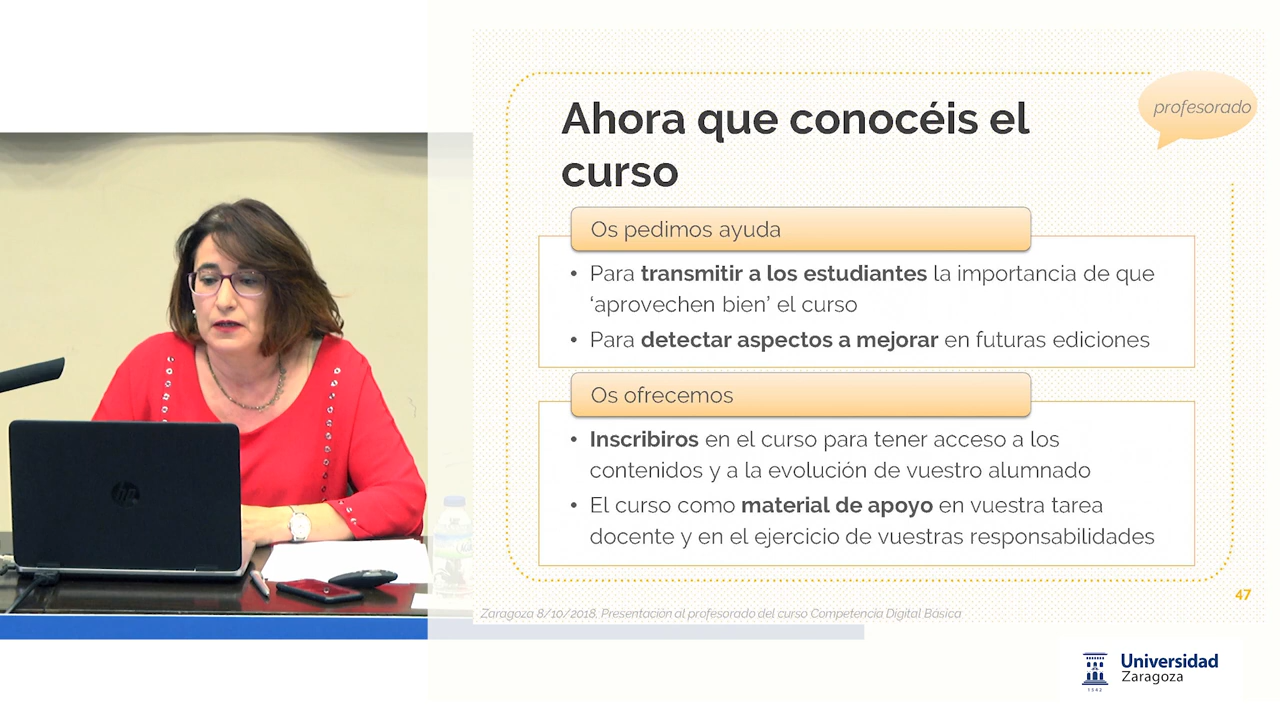 Ahora que conocéis el
curso
profesorado
Os pedimos ayuda
• Para transmitir a los estudiantes la importancia de que
‘aprovechen bien’ el curso
• Para detectar aspectos a mejorar en futuras ediciones
Os ofrecemos
• Inscribiros en el curso para tener acceso a los
contenidos y a la evolución de vuestro alumnado
• El curso como material de apoyo en vuestra tarea
docente y en el ejercicio de vuestras responsabilidades
47
Zaragoza 8/10/2018. Presentación al profesorado del curso Competencia Digital Básica
hp
Universidad
Zaragoza
1542